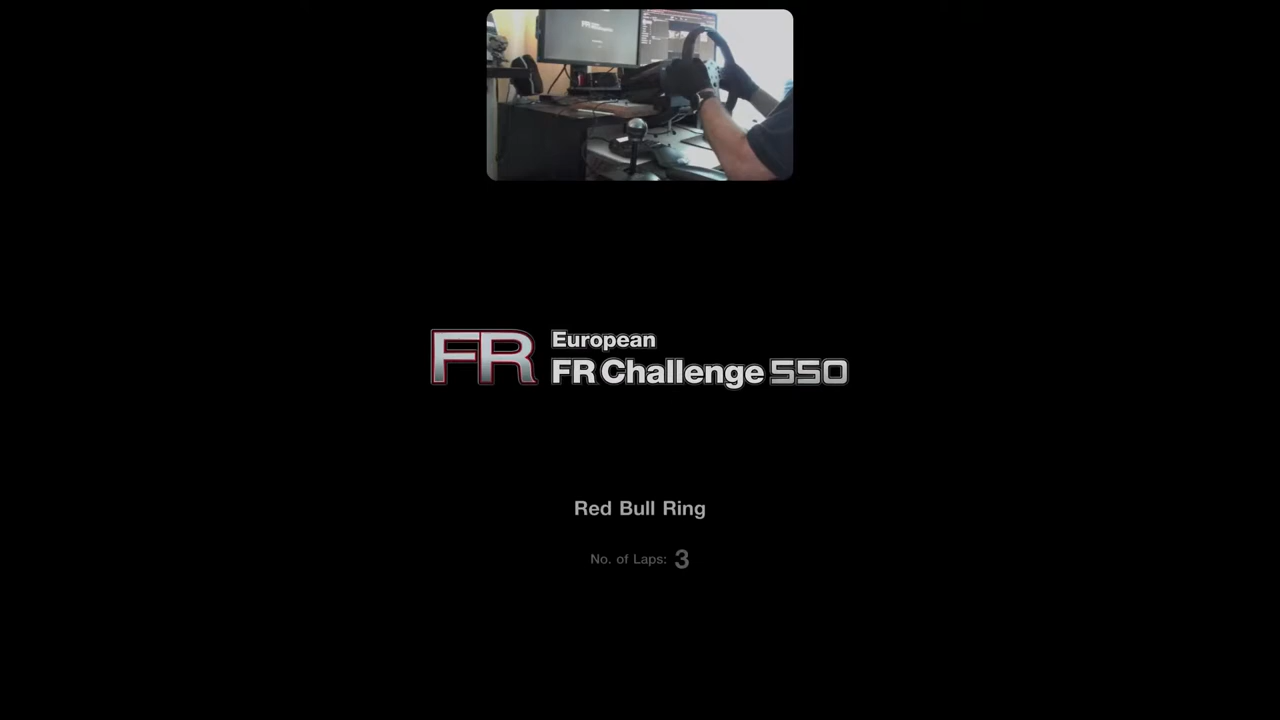 FR European
FR Challenge 550
Red Bull Ring
No. of Laps: 3